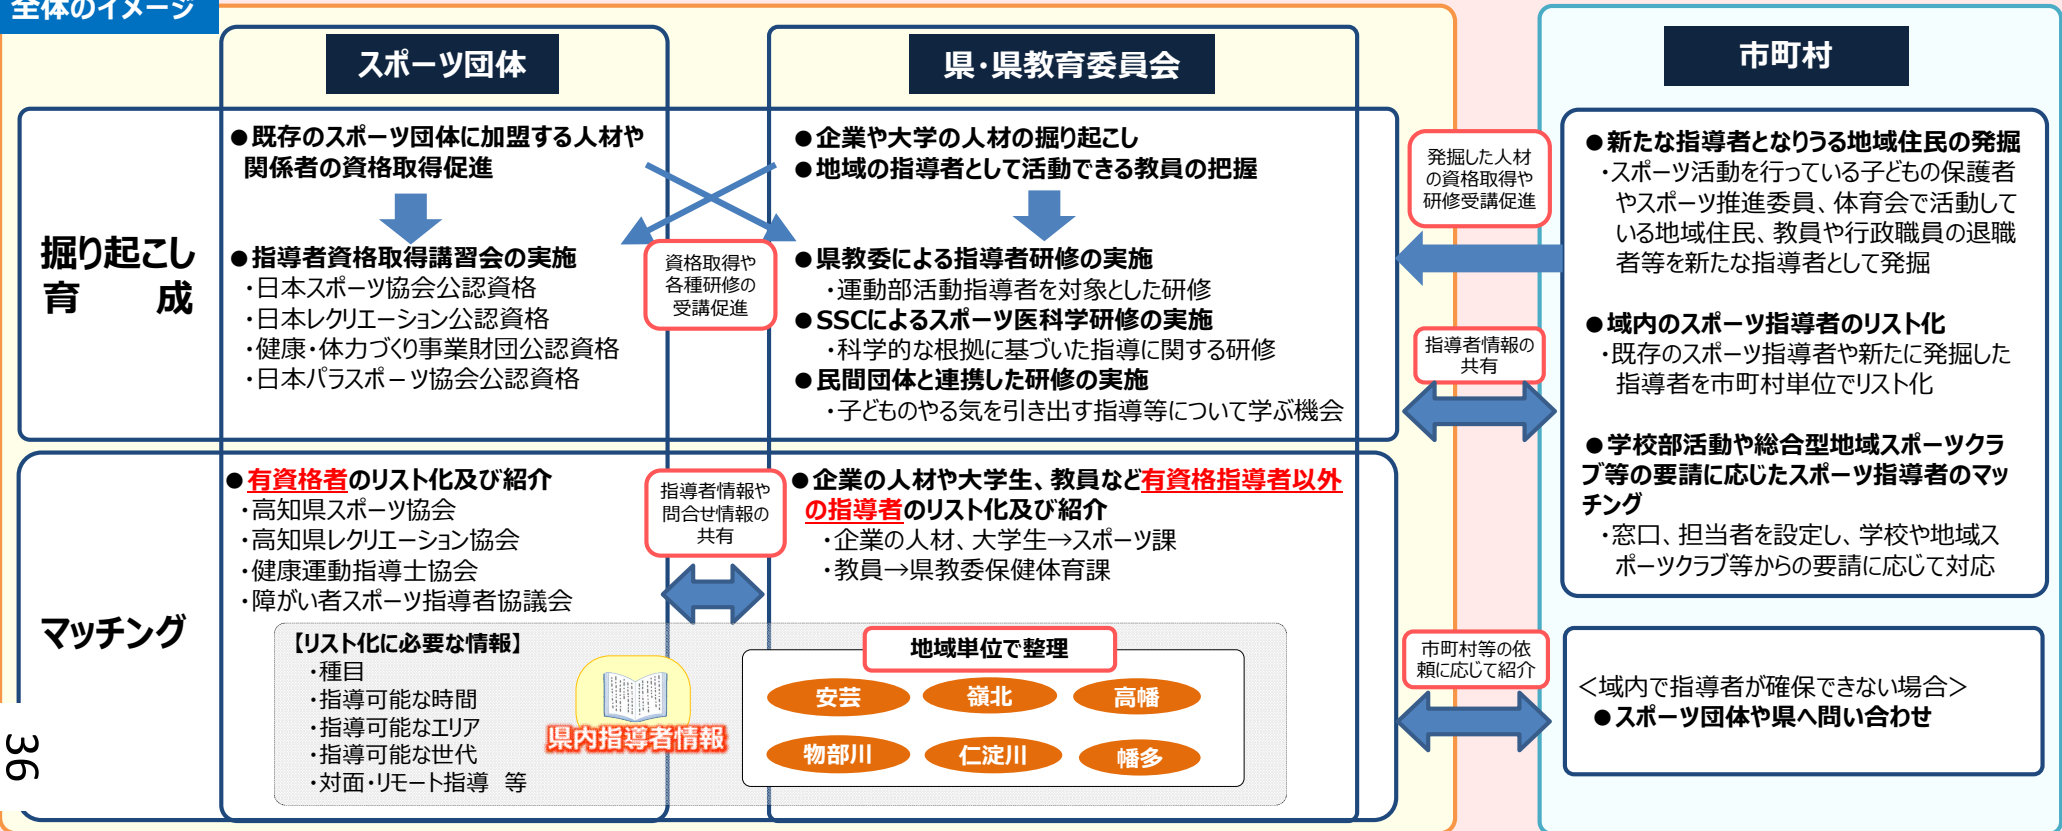 全体のイメージ
スポーツ団体
県・県教育委員会
市町村
掘り起こし
育　成
●既存のスポーツ団体に加盟する人材や
関係者の資格取得促進
●指導者資格取得講習会の実施
・日本スポーツ協会公認資格
・日本レクリエーション公認資格
・健康・体力づくり事業財団公認資格
・日本パラスポーツ協会公認資格
資格取得や
各種研修の
受講促進
●企業や大学の人材の掘り起こし
●地域の指導者として活動できる教員の把握
●県教委による指導者研修の実施
・運動部活動指導者を対象とした研修
●SSCによるスポーツ医科学研修の実施
・科学的な根拠に基づいた指導に関する研修
●民間団体と連携した研修の実施
・子どものやる気を引き出す指導等について学ぶ機会
発掘した人材
の資格取得や
研修受講促進
指導者情報の
共有
●新たな指導者となりうる地域住民の発掘
・スポーツ活動を行っている子どもの保護者
やスポーツ推進委員、体育会で活動して
いる地域住民、教員や行政職員の退職
者等を新たな指導者として発掘
●域内のスポーツ指導者のリスト化
・既存のスポーツ指導者や新たに発掘した
指導者を市町村単位でリスト化
●学校部活動や総合型地域スポーツクラ
ブ等の要請に応じたスポーツ指導者のマッ
チング
・窓口、担当者を設定し、学校や地域ス
ポーツクラブ等からの要請に応じて対応
マッチング
●有資格者のリスト化及び紹介
・高知県スポーツ協会
・高知県レクリエーション協会
・健康運動指導士協会
・障がい者スポーツ指導者協議会
指導者情報や
問合せ情報の
共有
●企業の人材や大学生、教員など有資格指導者以外
の指導者のリスト化及び紹介
・企業の人材、大学生→スポーツ課
・教員→県教委保健体育課
【リスト化に必要な情報】
・種目
・指導可能な時間
・指導可能なエリア
・指導可能な世代
・対面・リモート指導　等
県内指導者情報
地域単位で整理
安芸
嶺北
高幡
物部川
仁淀川
幡多
市町村等の依
頼に応じて紹介
＜域内で指導者が確保できない場合＞
●スポーツ団体や県へ問い合わせ
36